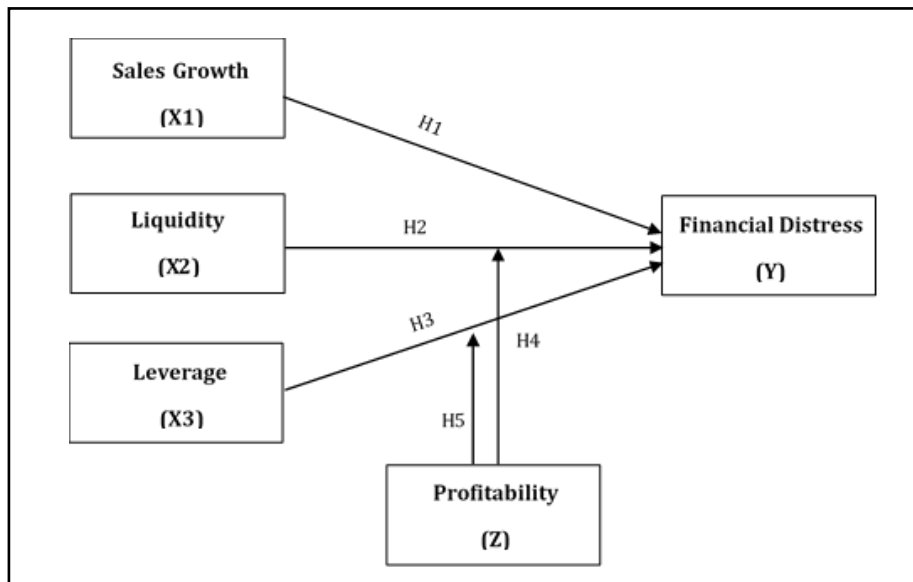 Sales Growth
(X1)
H1
Liquidity
(X2)
H2
Financial Distress
(Y)
H3
H4
Leverage
(X3)
H5
Profitability
(Z)